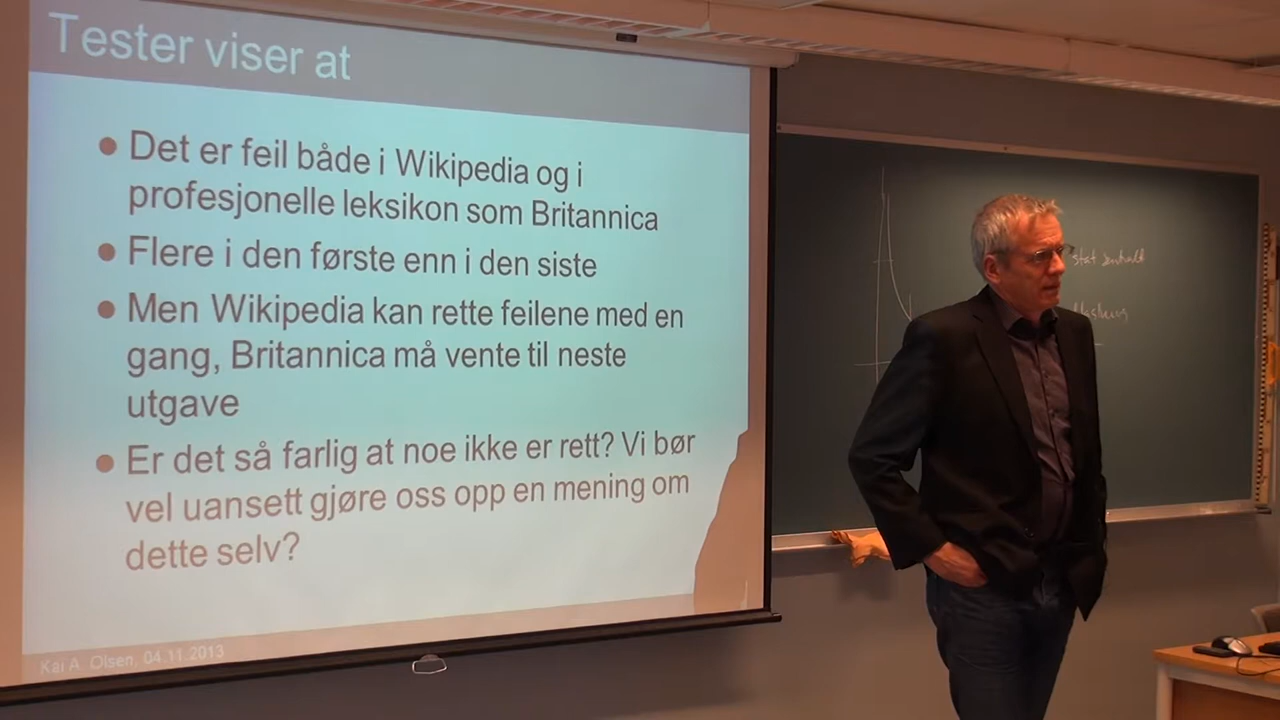 Tester viser at
● Det er feil både i Wikipedia og i
profesjonelle leksikon som Britannica
● Flere i den første enn i den siste
● Men Wikipedia kan rette feilene med en
gang, Britannica må vente til neste
utgave
● Er det så farlig at noe ikke er rett? Vi bør
vel uansett gjøre oss opp en mening om
dette selv?
Kai A. Olsen, 04.11.2013
stat